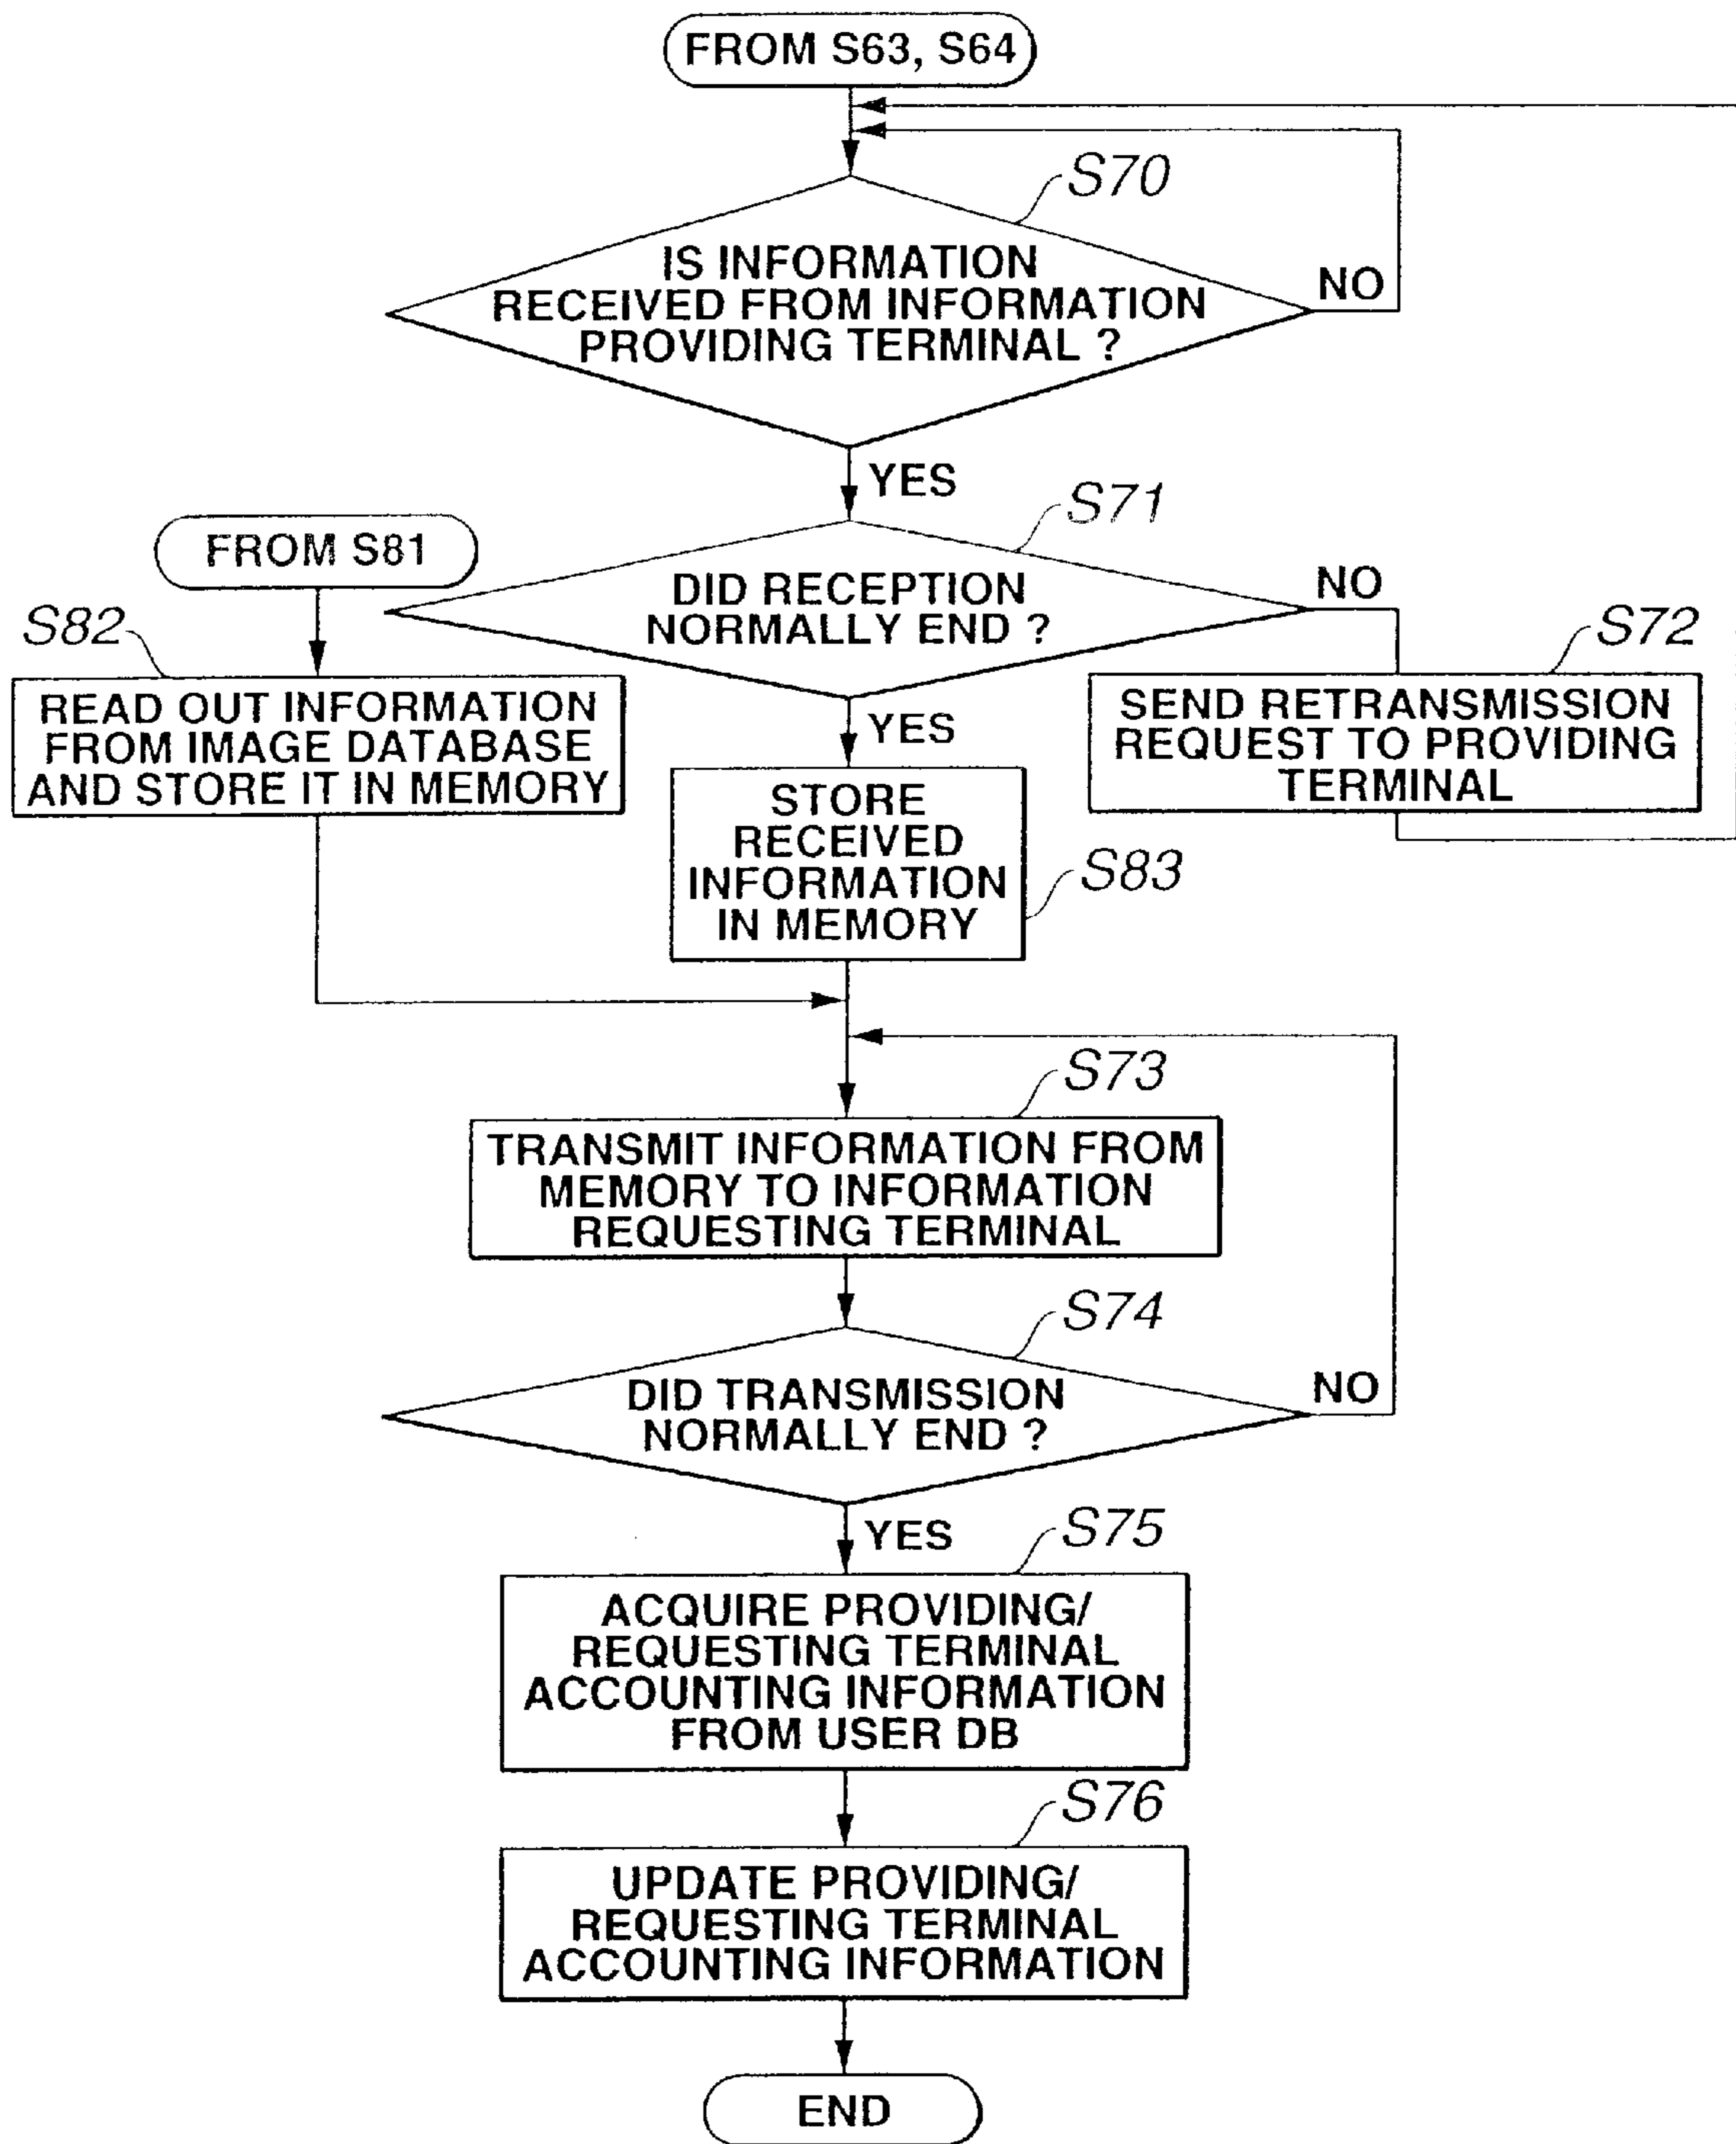 FROM S63, S64
S70
IS INFORMATION
RECEIVED FROM INFORMATION
PROVIDING TERMINAL ?
NO
YES
S71
FROM S81
DID RECEPTION
NORMALLY END ?
NO
S82
S72
READ OUT INFORMATION
FROM IMAGE DATABASE
AND STORE IT IN MEMORY
SEND RETRANSMISSION
REQUEST TO PROVIDING
TERMINAL
YES
STORE
RECEIVED
INFORMATION
IN MEMORY
S83
S73
TRANSMIT INFORMATION FROM
MEMORY TO INFORMATION
REQUESTING TERMINAL
S74
DID TRANSMISSION
NORMALLY END ?
NO
YES
S75
ACQUIRE PROVIDING/
REQUESTING TERMINAL
ACCOUNTING INFORMATION
FROM USER DB
S76
UPDATE PROVIDING/
REQUESTING TERMINAL
ACCOUNTING INFORMATION
END